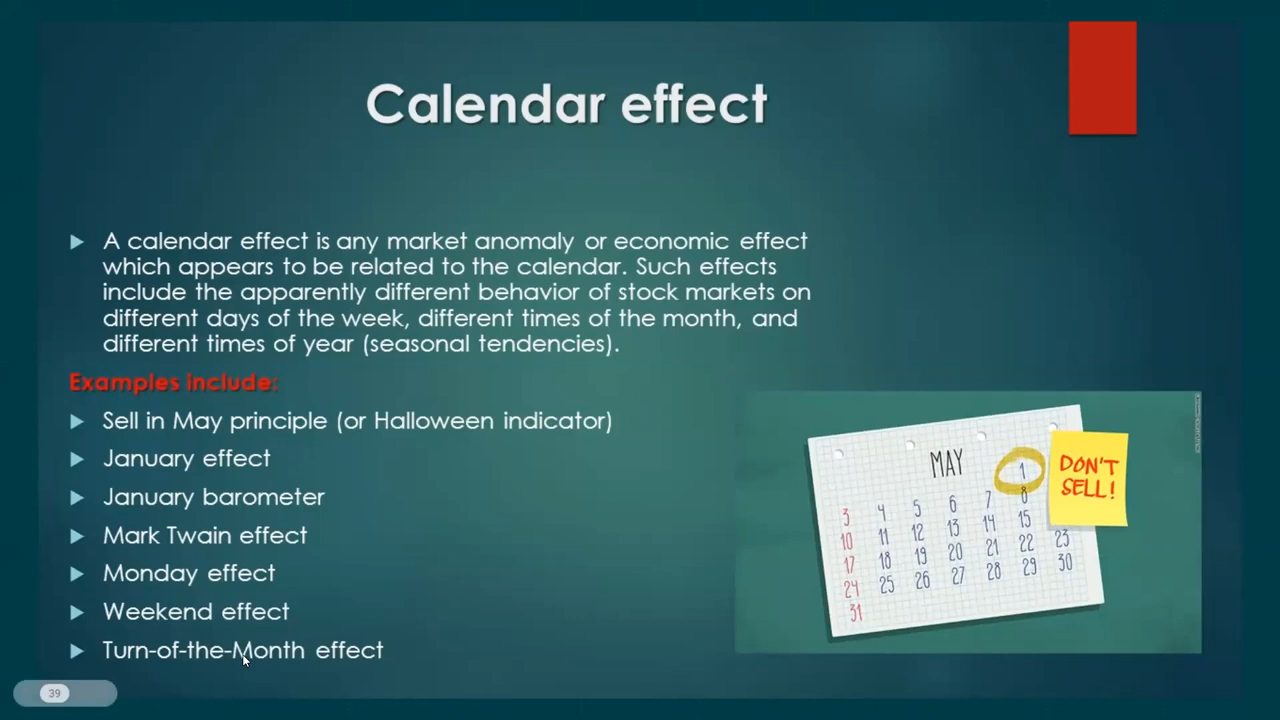 Calendar effect
A calendar effect is any market anomaly or economic effect
which appears to be related to the calendar. Such effects
include the apparently different behavior of stock markets on
different days of the week, different times of the month, and
different times of year (seasonal tendencies).
Examples include:
Sell in May principle (or Halloween indicator)
January effect
January barometer
Mark Twain effect
Monday effect
Weekend effect
Turn-of-the-Month effect
MAY
1
DON'T
SELL!
3 4 5 6 7 8
10 11 12 13 14 15
17 18 19 20 21 22 23
24 25 26 27 28 29 30
31
39